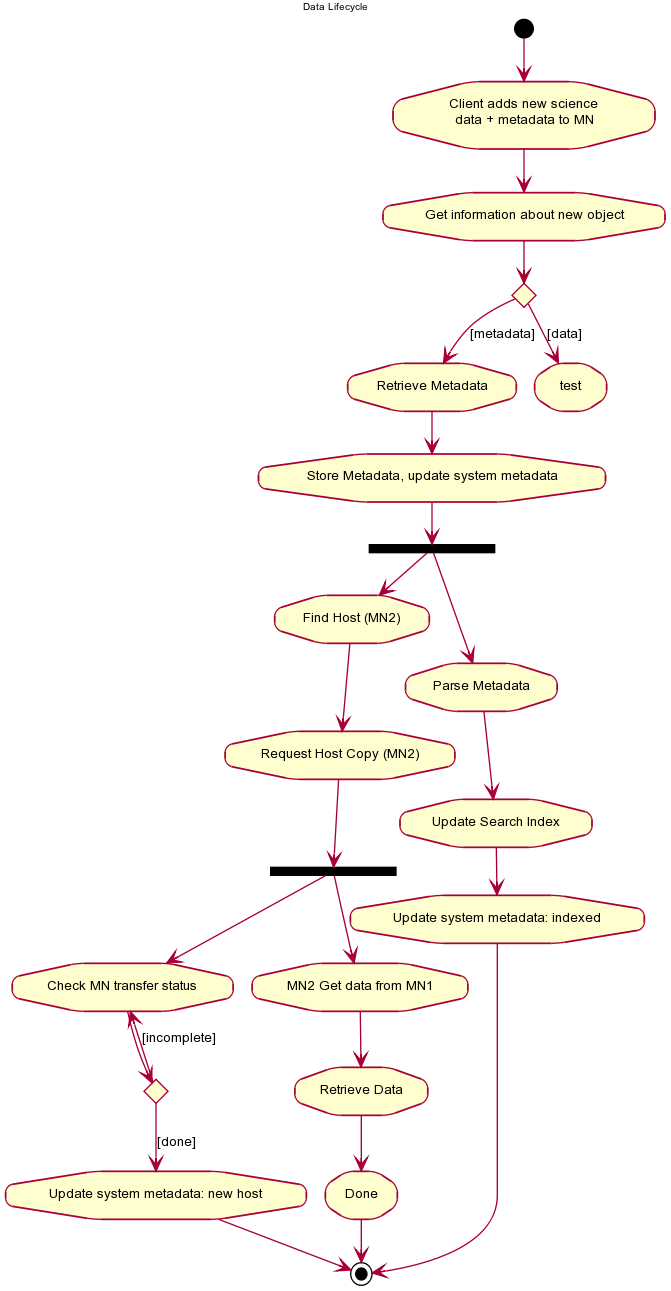 Data Lifecycle
Client adds new science
data + metadata to MN
Get information about new object
[metadata]
[data]
Retrieve Metadata
test
Store Metadata, update system metadata
Find Host (MN2)
Parse Metadata
Request Host Copy (MN2)
Update Search Index
Update system metadata: indexed
Check MN transfer status
MN2 Get data from MN1
[incomplete]
Retrieve Data
[done]
Update system metadata: new host
Done